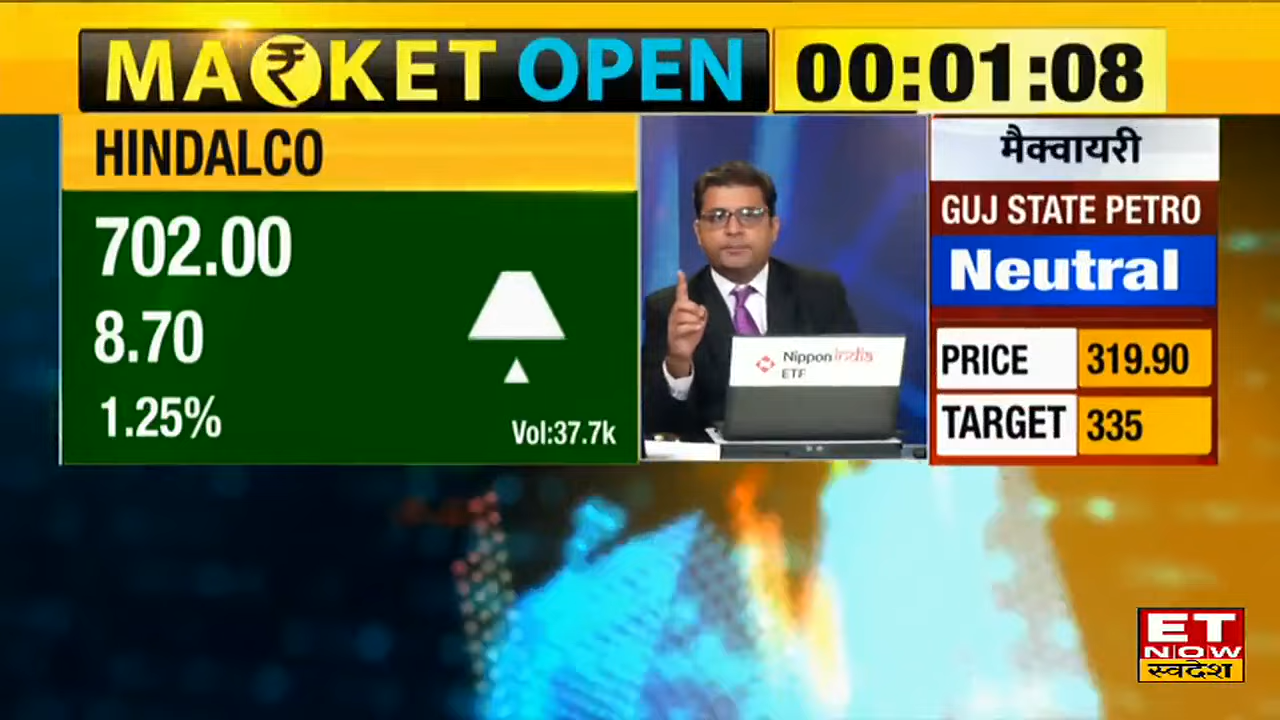 MA₹KET OPEN
00:01:08
HINDALCO
702.00
8.70
1.25%
Vol:37.7k
Nippon india
ETF
मैक्वायरी
GUJ STATE PETRO
Neutral
PRICE 319.90
TARGET 335
ET
NOW
स्वदेश